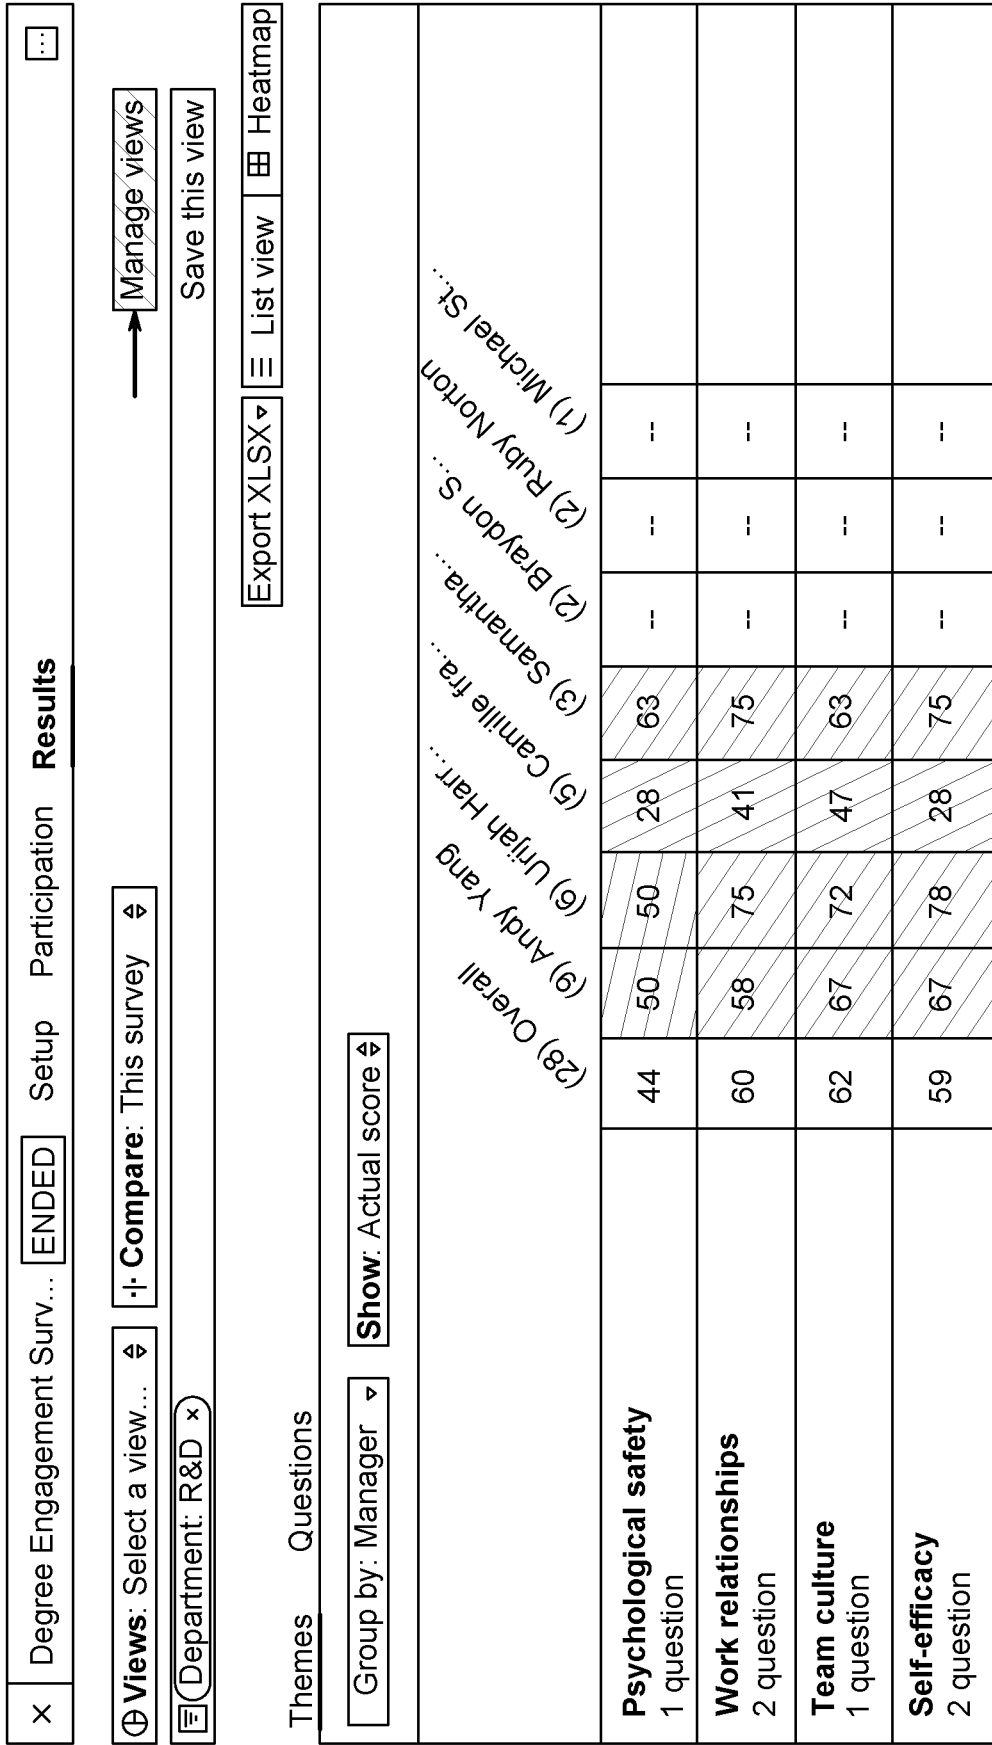 × Degree Engagement Surv... ENDED Setup Participation Results ...
Views: Select a view... Compare: This survey Manage views
Department: R&D × Save this view
Export XLSX List view Heatmap
Themes Questions
Group by: Manager Show: Actual score
(28) Overall
(9) Andy Yang
(6) Urijah Harr...
(5) Camille fra...
(3) Samantha...
(2) Braydon S...
(2) Ruby Norton
(1) Michael St...
Psychological safety 44 50 50 28 63 -- -- --
1 question
Work relationships 60 58 75 41 75 -- -- --
2 question
Team culture 62 67 72 47 63 -- -- --
1 question
Self-efficacy 59 67 78 28 75 -- -- --
2 question